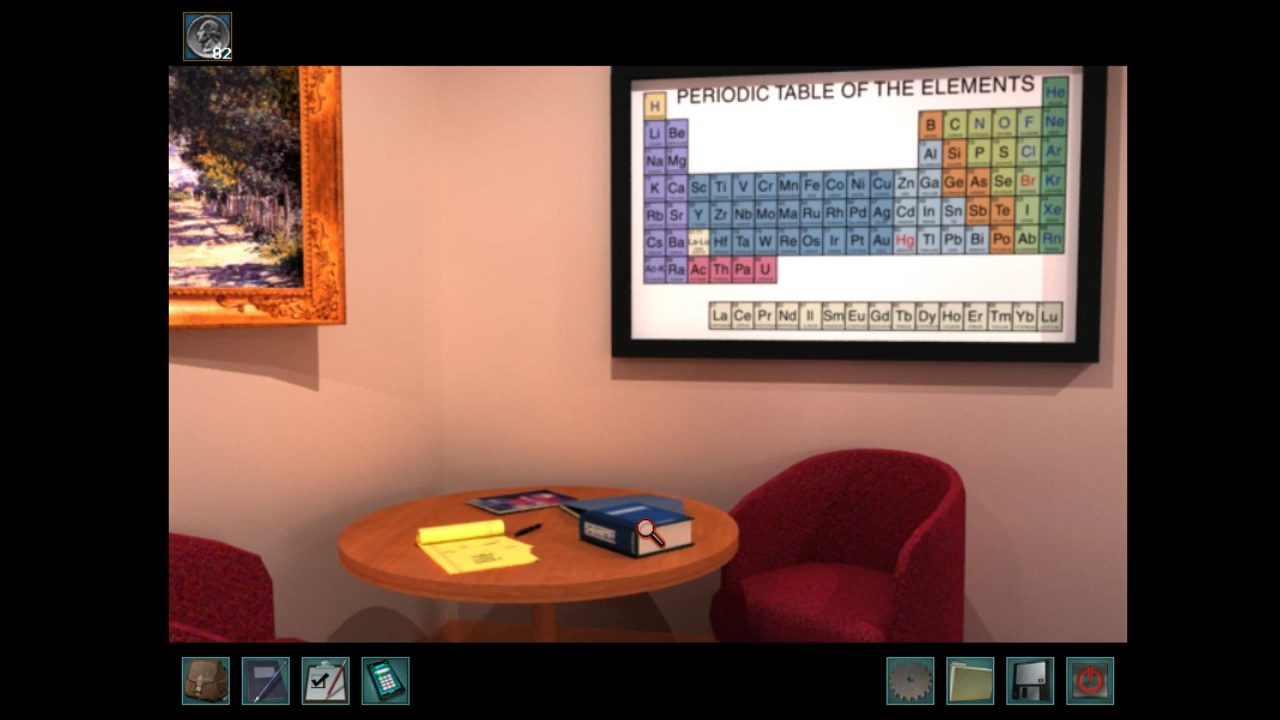 82
PERIODIC TABLE OF THE ELEMENTS
H He
Li Be B C N O F Ne
Na Mg Al Si P S Cl Ar
K Ca Sc Ti V Cr Mn Fe Co Ni Cu Zn Ga Ge As Se Br Kr
Rb Sr Y Zr Nb Mo Ma Ru Rh Pd Ag Cd In Sn Sb Te I Xe
Cs Ba La-Lu Hf Ta W Re Os Ir Pt Au Hg Tl Pb Bi Po Ab Rn
Ac-K Ra Ac Th Pa U
La Ce Pr Nd Il Sm Eu Gd Tb Dy Ho Er Tm Yb Lu